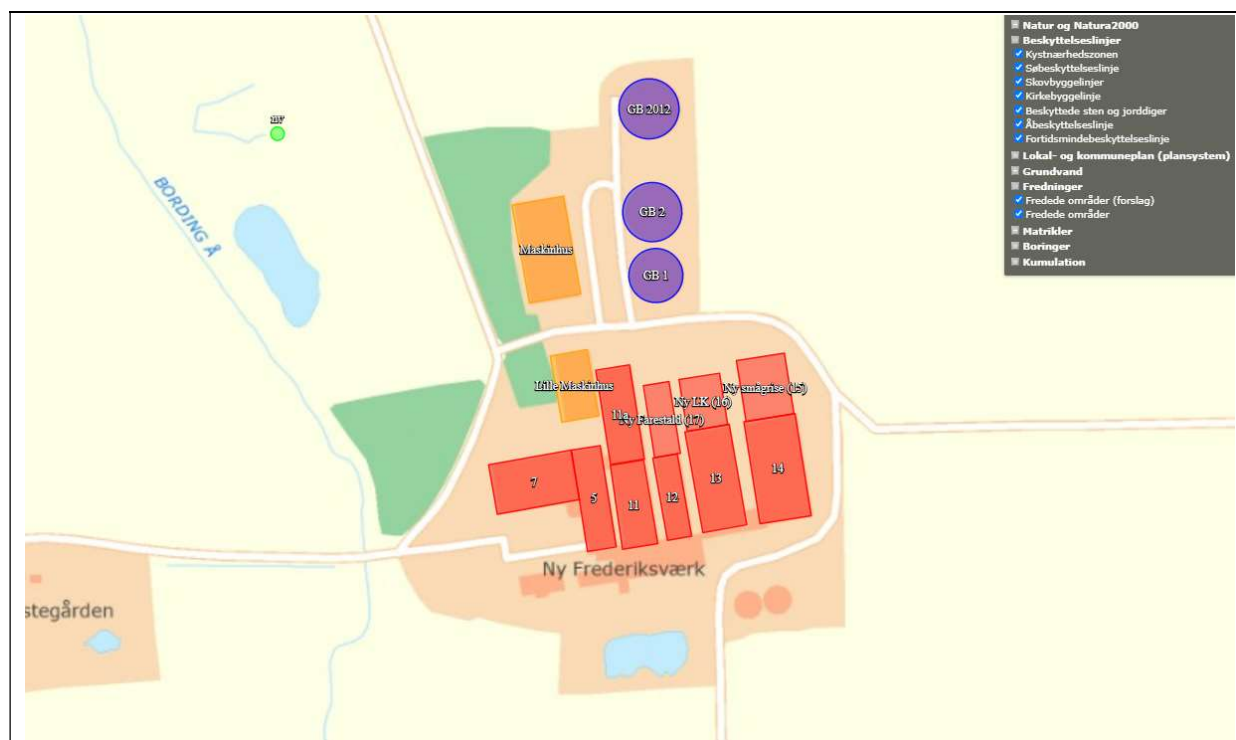 Natur og Natura2000
Beskyttelseslinjer
Kystnærhedszonen
Søbeskyttelseslinje
Skovbyggelinjer
Kirkebyggelinje
Beskyttede sten og jorddiger
Åbeskyttelseslinje
Fortidsmindebeskyttelseslinje
Lokal- og kommuneplan (plansystem)
Grundvand
Fredninger
Fredede områder (forslag)
Fredede områder
Matrikler
Boringer
Kumulation
GB 2012
BORDING Å
GB 2
Maskinhus
GB 1
Lille Maskinhus
Ny smågrise (15)
Ny LK (16)
11a
Ny Farestald (17)
7
5
11
12
13
14
Ny Frederiksværk
stegården